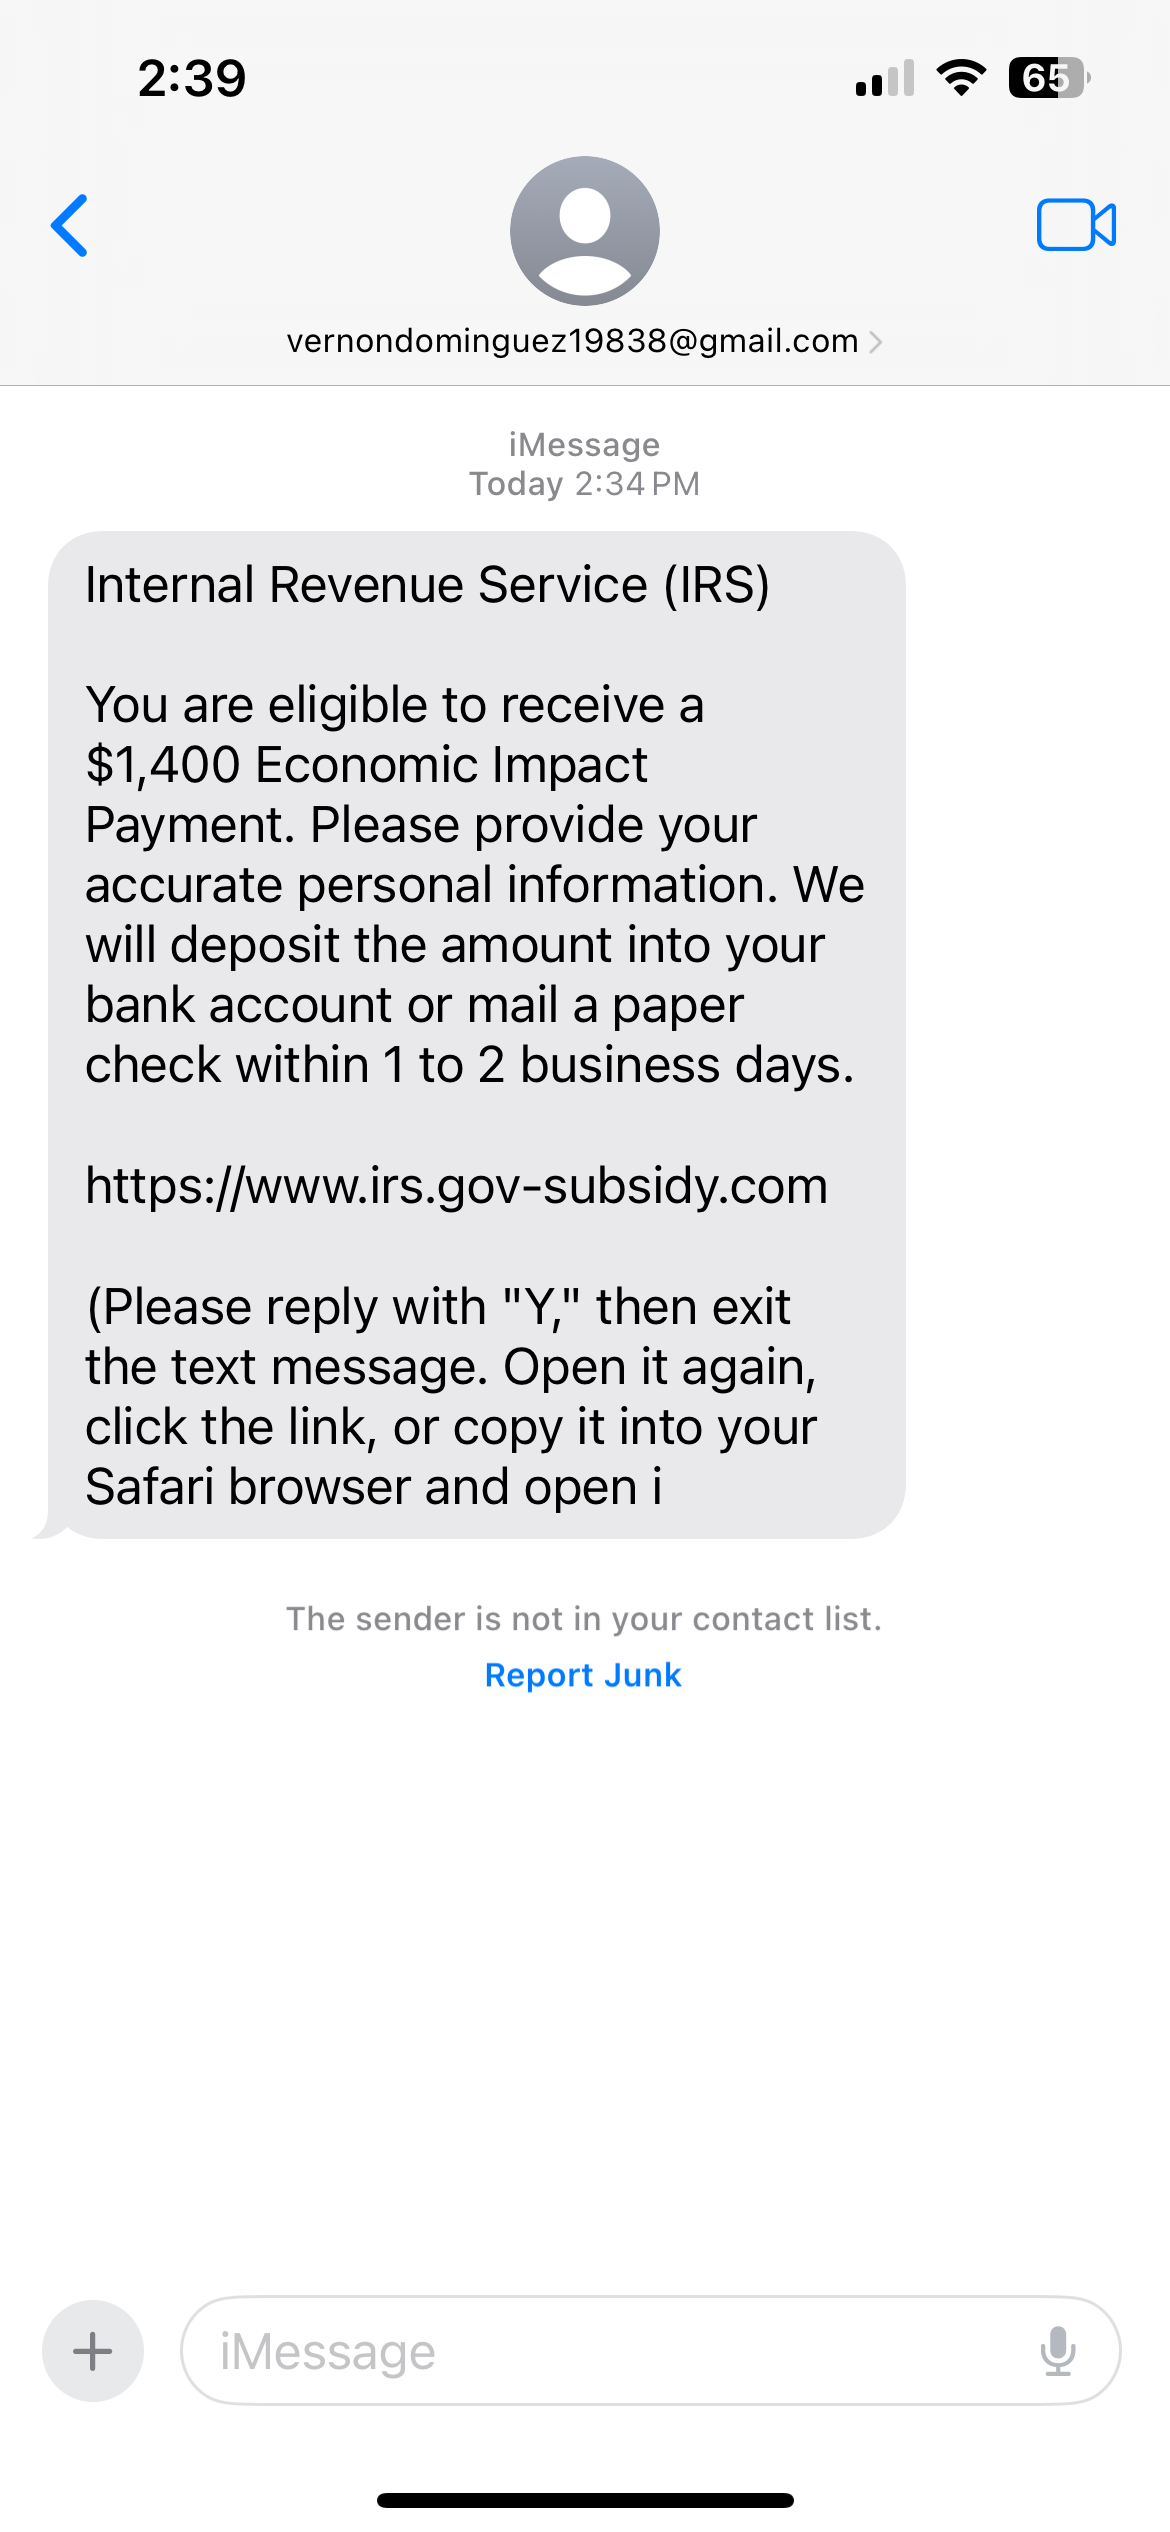 2:39
65
vernondominguez19838@gmail.com
iMessage
Today 2:34 PM
Internal Revenue Service (IRS)
You are eligible to receive a
$1,400 Economic Impact
Payment. Please provide your
accurate personal information. We
will deposit the amount into your
bank account or mail a paper
check within 1 to 2 business days.
https://www.irs.gov-subsidy.com
(Please reply with "Y," then exit
the text message. Open it again,
click the link, or copy it into your
Safari browser and open i
The sender is not in your contact list.
Report Junk
iMessage